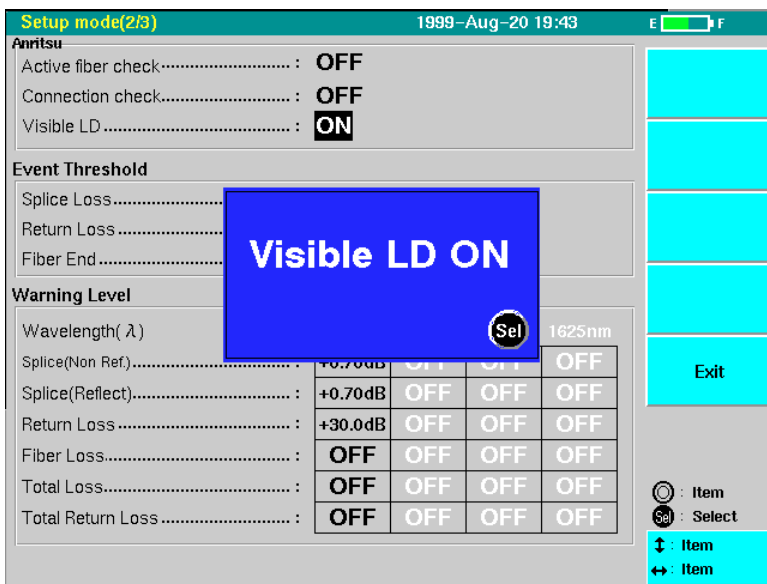 Setup mode(2/3) 1999-Aug-20 19:43 E F
Anritsu
Active fiber check : OFF
Connection check : OFF
Visible LD : ON
Event Threshold
Splice Loss
Return Loss
Fiber End
Visible LD ON
Sel
Warning Level
Wavelength(λ) 1625nm
Splice(Non Ref.) : +0.70dB OFF OFF OFF
Splice(Reflect) : +0.70dB OFF OFF OFF
Return Loss : +30.0dB OFF OFF OFF
Fiber Loss : OFF OFF OFF OFF
Total Loss : OFF OFF OFF OFF
Total Return Loss : OFF OFF OFF OFF
Exit
: Item
Sel : Select
↕ : Item
↔ : Item